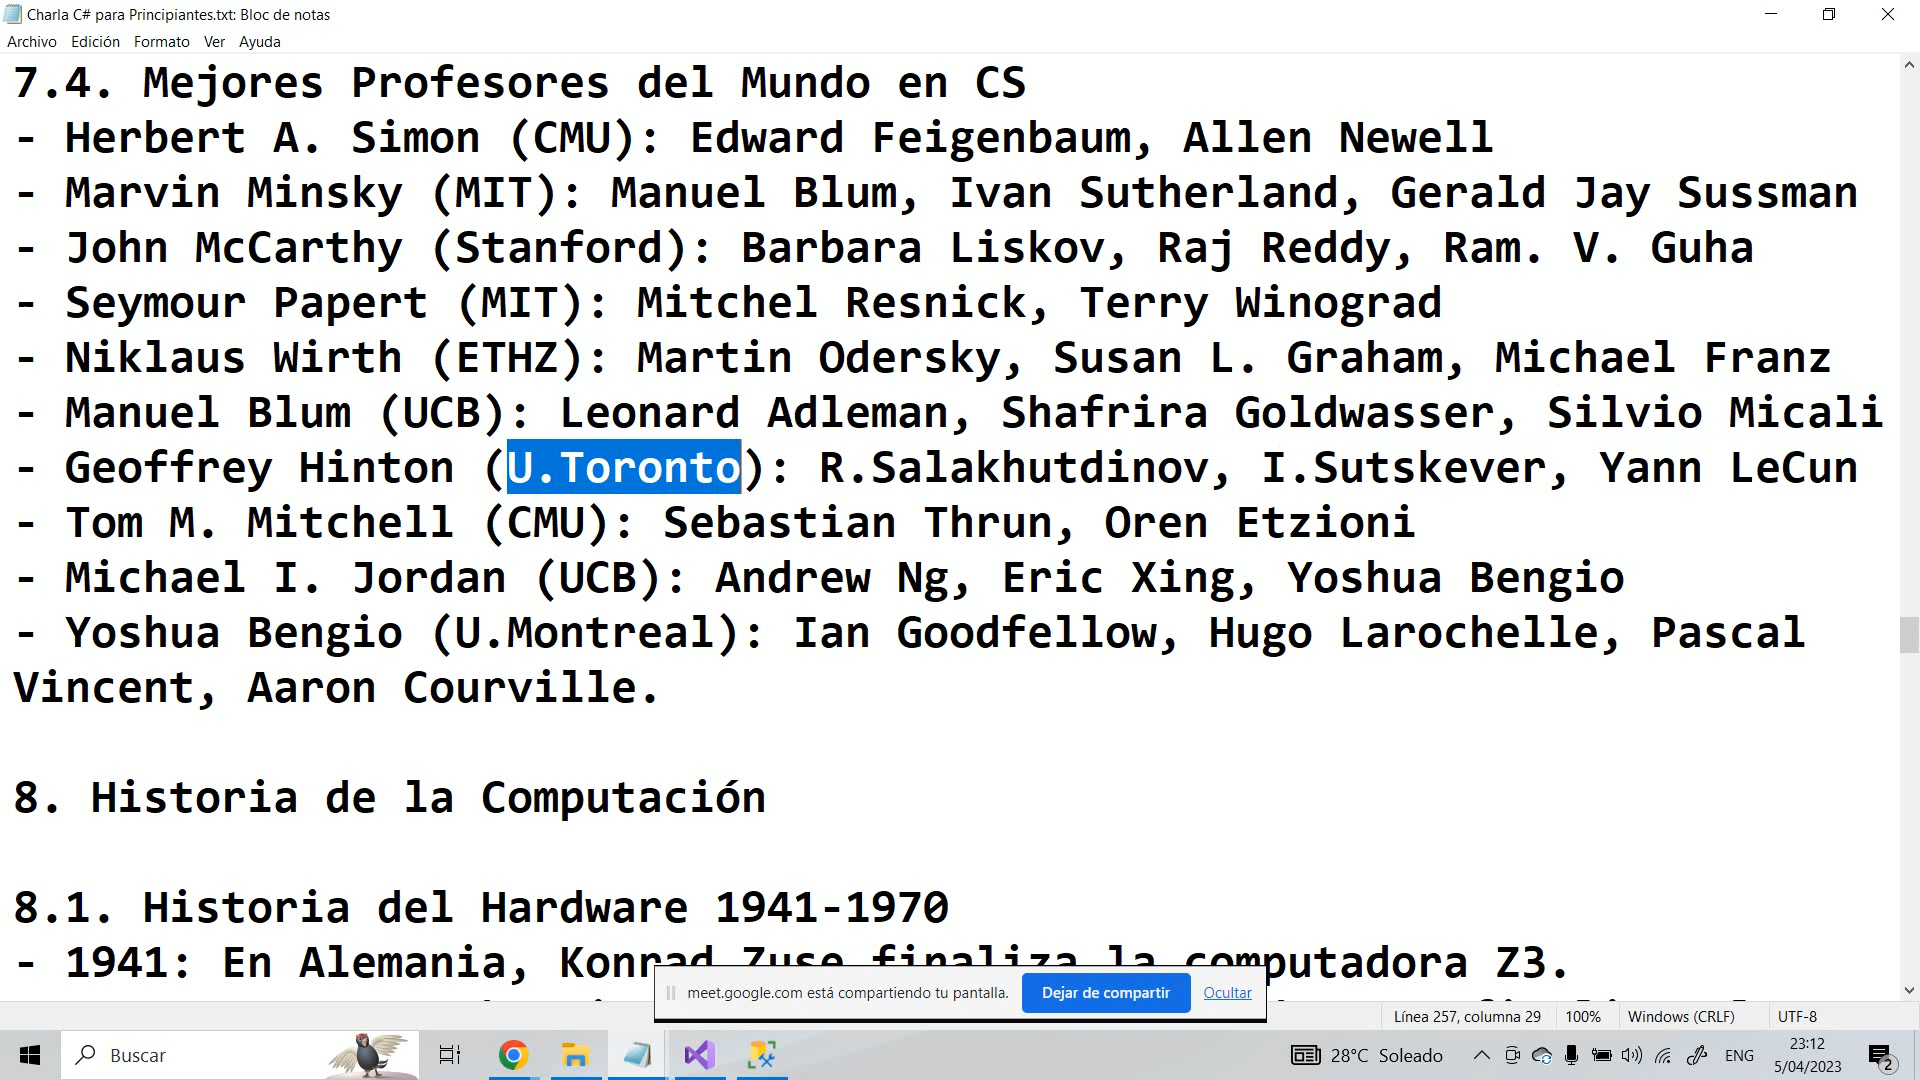 Charla C# para Principiantes.txt: Bloc de notas
Archivo Edición Formato Ver Ayuda
7.4. Mejores Profesores del Mundo en CS
- Herbert A. Simon (CMU): Edward Feigenbaum, Allen Newell
- Marvin Minsky (MIT): Manuel Blum, Ivan Sutherland, Gerald Jay Sussman
- John McCarthy (Stanford): Barbara Liskov, Raj Reddy, Ram. V. Guha
- Seymour Papert (MIT): Mitchel Resnick, Terry Winograd
- Niklaus Wirth (ETHZ): Martin Odersky, Susan L. Graham, Michael Franz
- Manuel Blum (UCB): Leonard Adleman, Shafrira Goldwasser, Silvio Micali
- Geoffrey Hinton (U.Toronto): R.Salakhutdinov, I.Sutskever, Yann LeCun
- Tom M. Mitchell (CMU): Sebastian Thrun, Oren Etzioni
- Michael I. Jordan (UCB): Andrew Ng, Eric Xing, Yoshua Bengio
- Yoshua Bengio (U.Montreal): Ian Goodfellow, Hugo Larochelle, Pascal
Vincent, Aaron Courville.
8. Historia de la Computación
8.1. Historia del Hardware 1941-1970
- 1941: En Alemania, Konrad Zuse finaliza la computadora Z3.
meet.google.com está compartiendo tu pantalla. Dejar de compartir Ocultar
Línea 257, columna 29 100% Windows (CRLF) UTF-8
Buscar 28°C Soleado ENG 23:12
5/04/2023 2